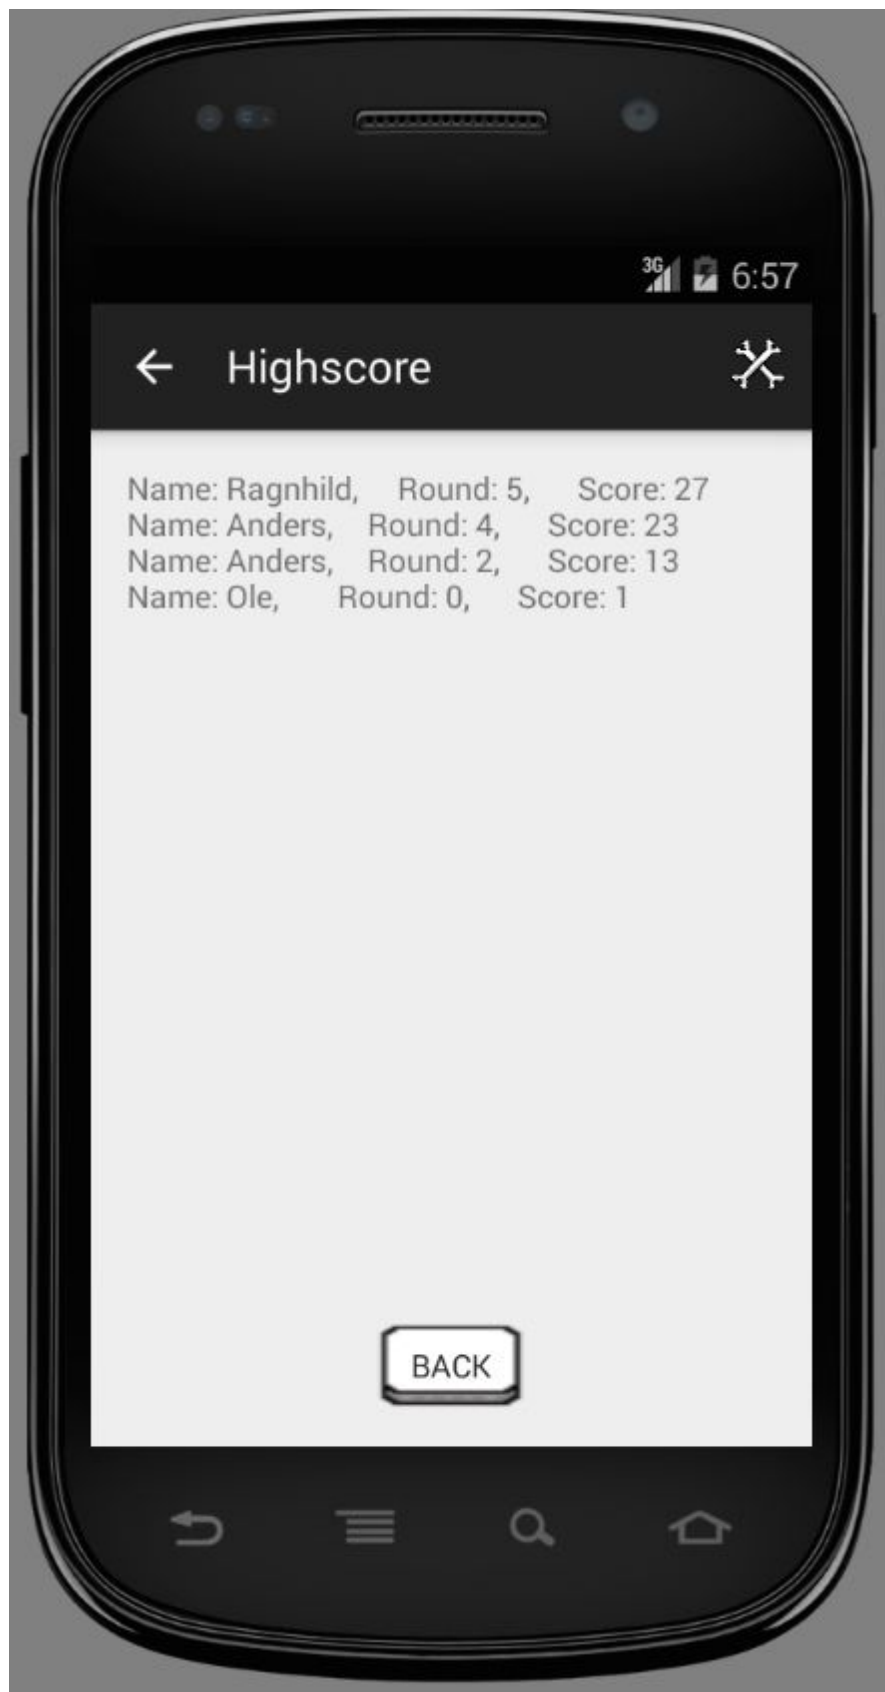 3G 6:57
Highscore
Name: Ragnhild, Round: 5, Score: 27
Name: Anders, Round: 4, Score: 23
Name: Anders, Round: 2, Score: 13
Name: Ole, Round: 0, Score: 1
BACK